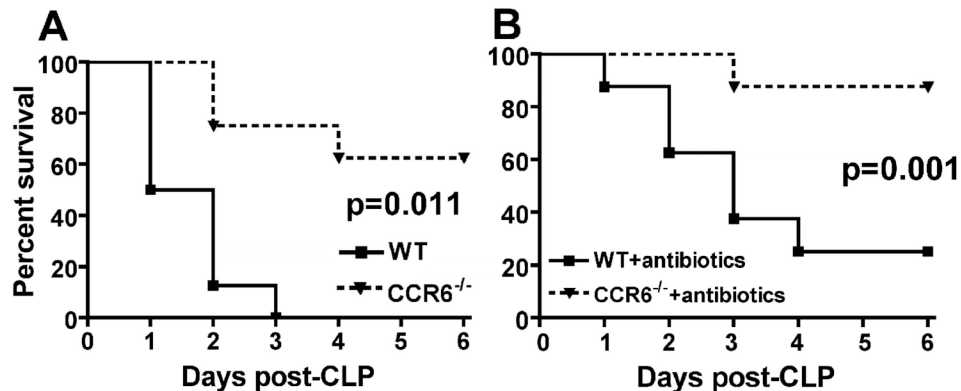 A
Percent survival
100
80
60
40
20
0
p=0.011
WT
CCR6-/-
0 1 2 3 4 5 6
Days post-CLP
B
100
80
60
40
20
0
p=0.001
WT+antibiotics
CCR6-/-+antibiotics
0 1 2 3 4 5 6
Days post-CLP